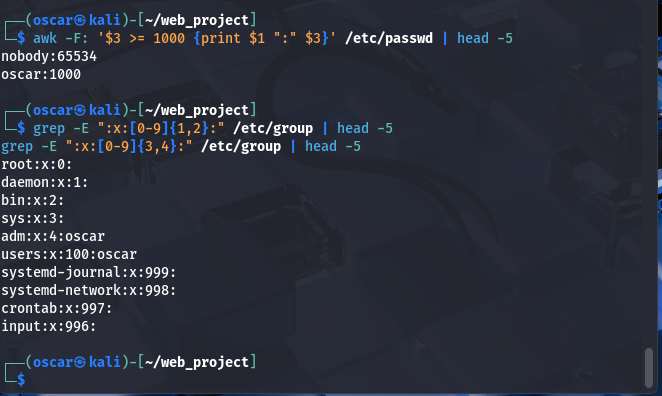 ┌──(oscar㉿kali)-[~/web_project]
└─$ awk -F: '$3 >= 1000 {print $1 ":" $3}' /etc/passwd | head -5
nobody:65534
oscar:1000
┌──(oscar㉿kali)-[~/web_project]
└─$ grep -E ":x:[0-9]{1,2}:" /etc/group | head -5
grep -E ":x:[0-9]{3,4}:" /etc/group | head -5
root:x:0:
daemon:x:1:
bin:x:2:
sys:x:3:
adm:x:4:oscar
users:x:100:oscar
systemd-journal:x:999:
systemd-network:x:998:
crontab:x:997:
input:x:996:
┌──(oscar㉿kali)-[~/web_project]
└─$